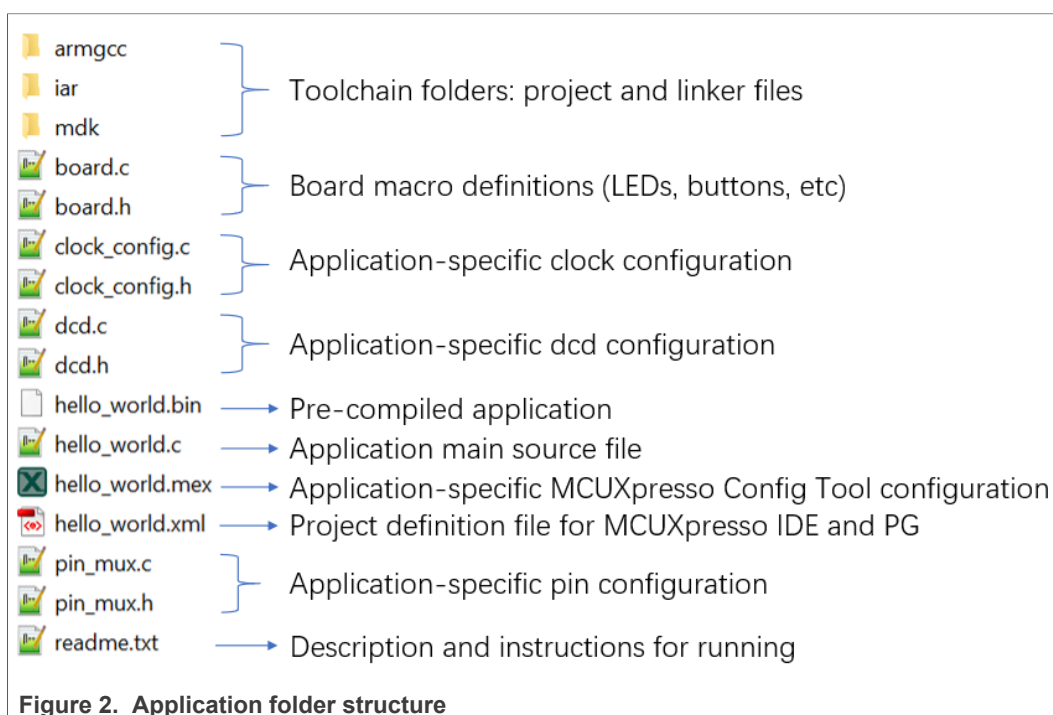 armgcc
iar
Toolchain folders: project and linker files
mdk
board.c
Board macro definitions (LEDs, buttons, etc)
board.h
clock_config.c
Application-specific clock configuration
clock_config.h
dcd.c
Application-specific dcd configuration
dcd.h
hello_world.bin Pre-compiled application
hello_world.c Application main source file
hello_world.mex Application-specific MCUXpresso Config Tool configuration
hello_world.xml Project definition file for MCUXpresso IDE and PG
pin_mux.c
Application-specific pin configuration
pin_mux.h
readme.txt Description and instructions for running
Figure 2. Application folder structure